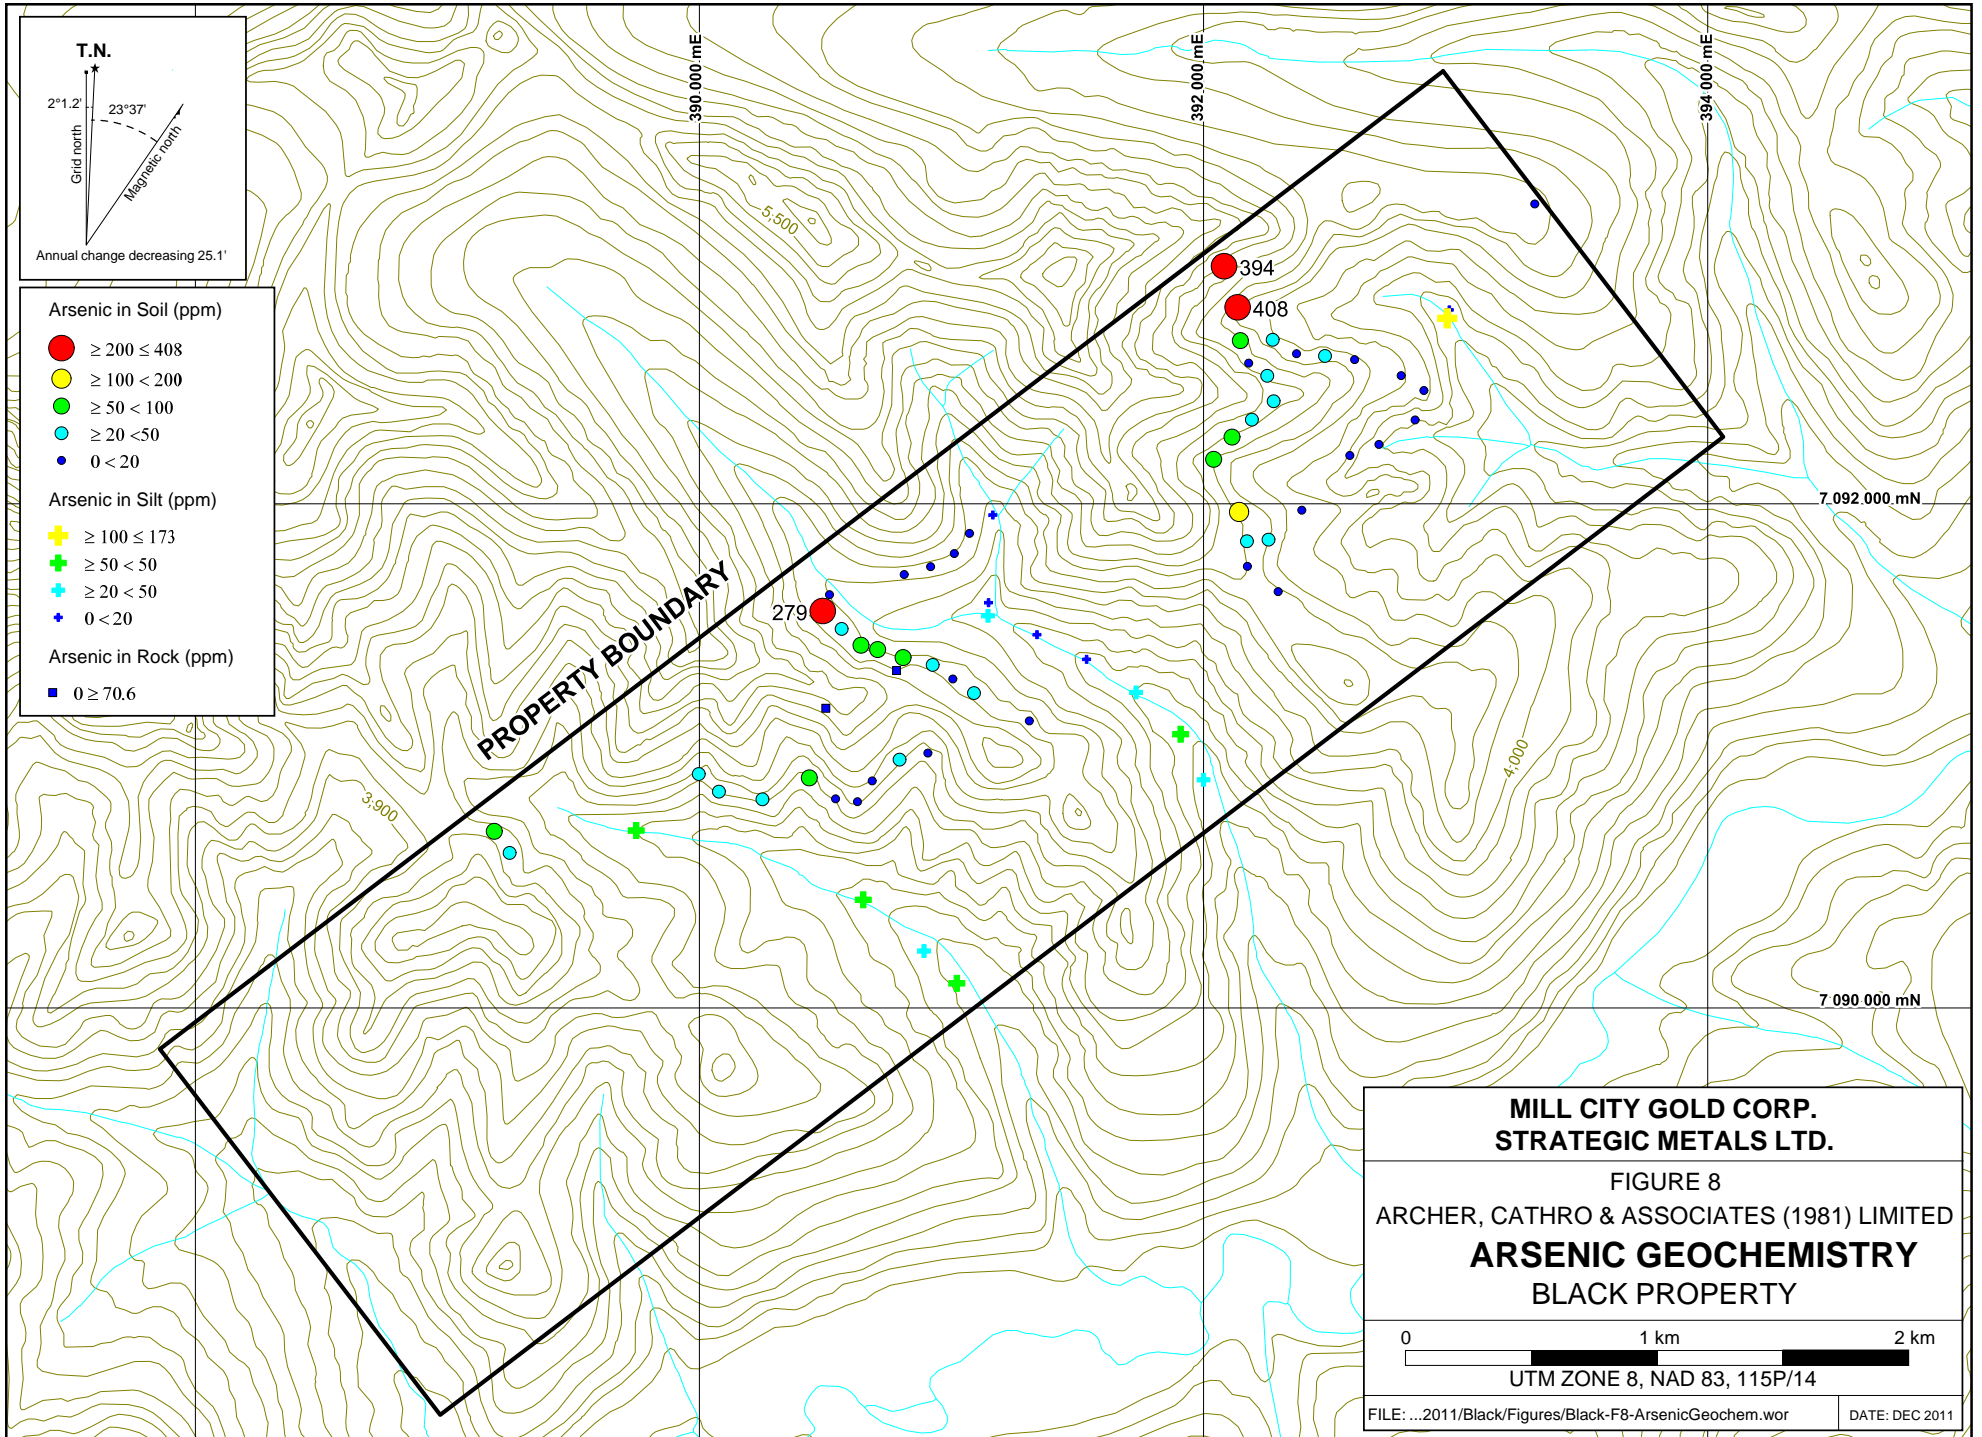 T.N.
2°1.2'
23°37'
Grid north
Magnetic north
Annual change decreasing 25.1'
Arsenic in Soil (ppm)
≥ 200 ≤ 408
≥ 100 < 200
≥ 50 < 100
≥ 20 <50
0 < 20
Arsenic in Silt (ppm)
≥ 100 ≤ 173
≥ 50 < 50
≥ 20 < 50
0 < 20
Arsenic in Rock (ppm)
0 ≥ 70.6
390 000 mE
392 000 mE
394 000 mE
5,500
394
408
7 092 000 mN
PROPERTY BOUNDARY
279
3,900
4,000
7 090 000 mN
MILL CITY GOLD CORP.
STRATEGIC METALS LTD.
FIGURE 8
ARCHER, CATHRO & ASSOCIATES (1981) LIMITED
ARSENIC GEOCHEMISTRY
BLACK PROPERTY
0 1 km 2 km
UTM ZONE 8, NAD 83, 115P/14
FILE: ...2011/Black/Figures/Black-F8-ArsenicGeochem.wor
DATE: DEC 2011